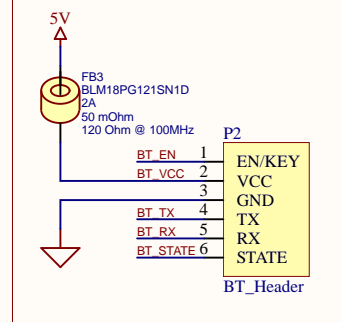 5V
FB3
BLM18PG121SN1D
2A
50 mOhm
120 Ohm @ 100MHz
P2
BT_EN 1 EN/KEY
BT_VCC 2 VCC
3 GND
BT_TX 4 TX
BT_RX 5 RX
BT_STATE 6 STATE
BT_Header